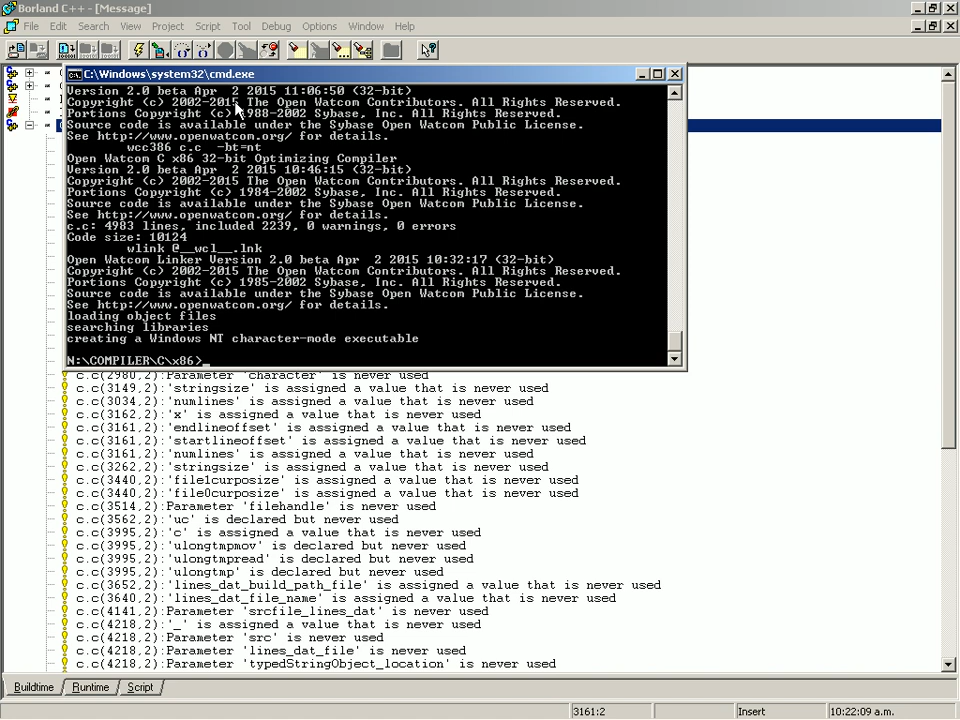 Borland C++ - [Message]
File Edit Search View Project Script Tool Debug Options Window Help
C:\Windows\system32\cmd.exe
Version 2.0 beta Apr  2 2015 11:06:50 (32-bit)
Copyright (c) 2002-2015 The Open Watcom Contributors. All Rights Reserved.
Portions Copyright (c) 1988-2002 Sybase, Inc. All Rights Reserved.
Source code is available under the Sybase Open Watcom Public License.
See http://www.openwatcom.org/ for details.
wcc386 c.c  -bt=nt
Open Watcom C x86 32-bit Optimizing Compiler
Version 2.0 beta Apr  2 2015 10:46:15 (32-bit)
Copyright (c) 2002-2015 The Open Watcom Contributors. All Rights Reserved.
Portions Copyright (c) 1984-2002 Sybase, Inc. All Rights Reserved.
Source code is available under the Sybase Open Watcom Public License.
See http://www.openwatcom.org/ for details.
c.c: 4983 lines, included 2239, 0 warnings, 0 errors
Code size: 10124
wlink @__wcl__.lnk
Open Watcom Linker Version 2.0 beta Apr  2 2015 10:32:17 (32-bit)
Copyright (c) 2002-2015 The Open Watcom Contributors. All Rights Reserved.
Portions Copyright (c) 1985-2002 Sybase, Inc. All Rights Reserved.
Source code is available under the Sybase Open Watcom Public License.
See http://www.openwatcom.org/ for details.
loading object files
searching libraries
creating a Windows NT character-mode executable
N:\COMPILER\C\x86>_
c.c(2980,2):Parameter 'character' is never used
c.c(3149,2):'stringsize' is assigned a value that is never used
c.c(3034,2):'numlines' is assigned a value that is never used
c.c(3162,2):'x' is assigned a value that is never used
c.c(3161,2):'endlineoffset' is assigned a value that is never used
c.c(3161,2):'startlineoffset' is assigned a value that is never used
c.c(3161,2):'numlines' is assigned a value that is never used
c.c(3262,2):'stringsize' is assigned a value that is never used
c.c(3440,2):'file1curposize' is assigned a value that is never used
c.c(3440,2):'file0curposize' is assigned a value that is never used
c.c(3514,2):Parameter 'filehandle' is never used
c.c(3562,2):'uc' is declared but never used
c.c(3995,2):'c' is assigned a value that is never used
c.c(3995,2):'ulongtmpmov' is declared but never used
c.c(3995,2):'ulongtmpread' is declared but never used
c.c(3995,2):'ulongtmp' is declared but never used
c.c(3652,2):'lines_dat_build_path_file' is assigned a value that is never used
c.c(3640,2):'lines_dat_file_name' is assigned a value that is never used
c.c(4141,2):Parameter 'srcfile_lines_dat' is never used
c.c(4218,2):'_' is assigned a value that is never used
c.c(4218,2):Parameter 'src' is never used
c.c(4218,2):Parameter 'lines_dat_file' is never used
c.c(4218,2):Parameter 'typedStringObject_location' is never used
Buildtime Runtime Script
3161:2 Insert 10:22:09 a.m.